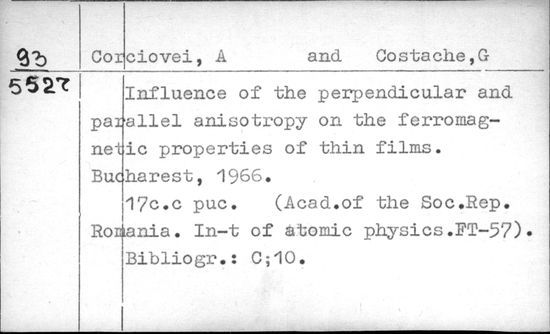 93 Corciovei, A and Costache,G
5527
Influence of the perpendicular and
parallel anisotropy on the ferromag-
netic properties of thin films.
Bucharest, 1966.
17c.c puc. (Acad.of the Soc.Rep.
Romania. In-t of atomic physics.FT-57).
Bibliogr.: C;10.